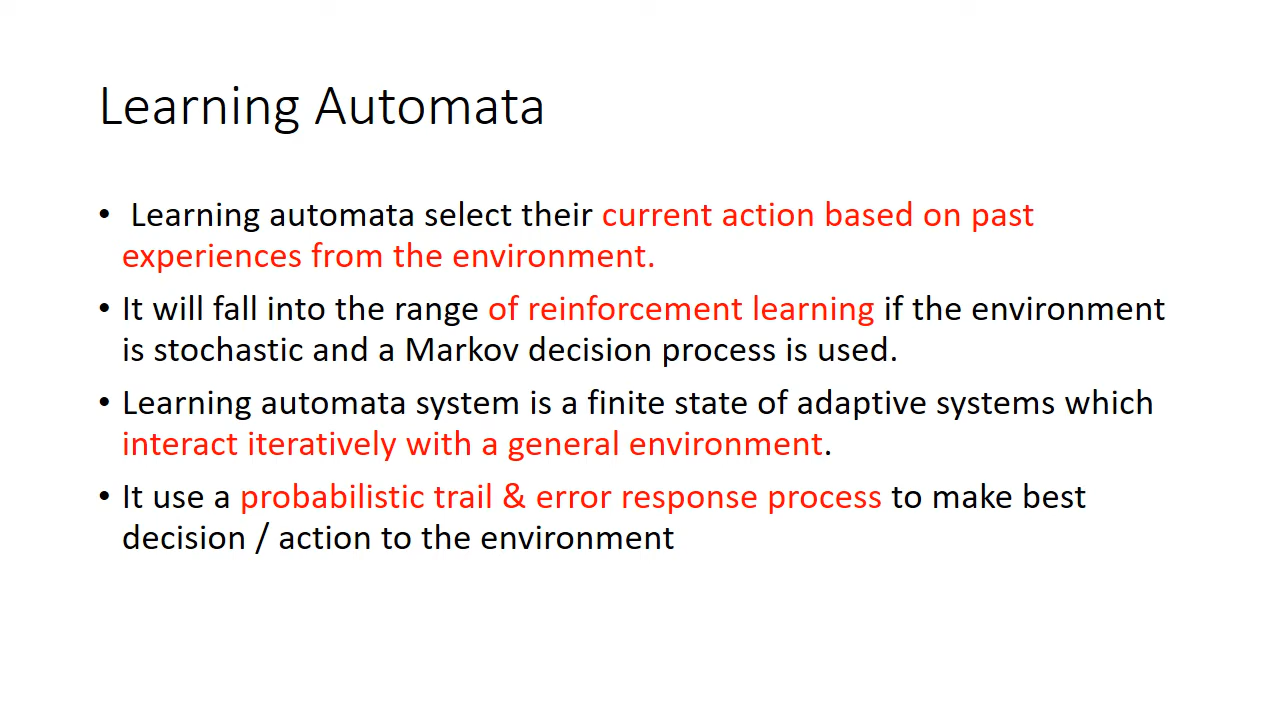 Learning Automata
• Learning automata select their current action based on past
experiences from the environment.
• It will fall into the range of reinforcement learning if the environment
is stochastic and a Markov decision process is used.
• Learning automata system is a finite state of adaptive systems which
interact iteratively with a general environment.
• It use a probabilistic trail & error response process to make best
decision / action to the environment